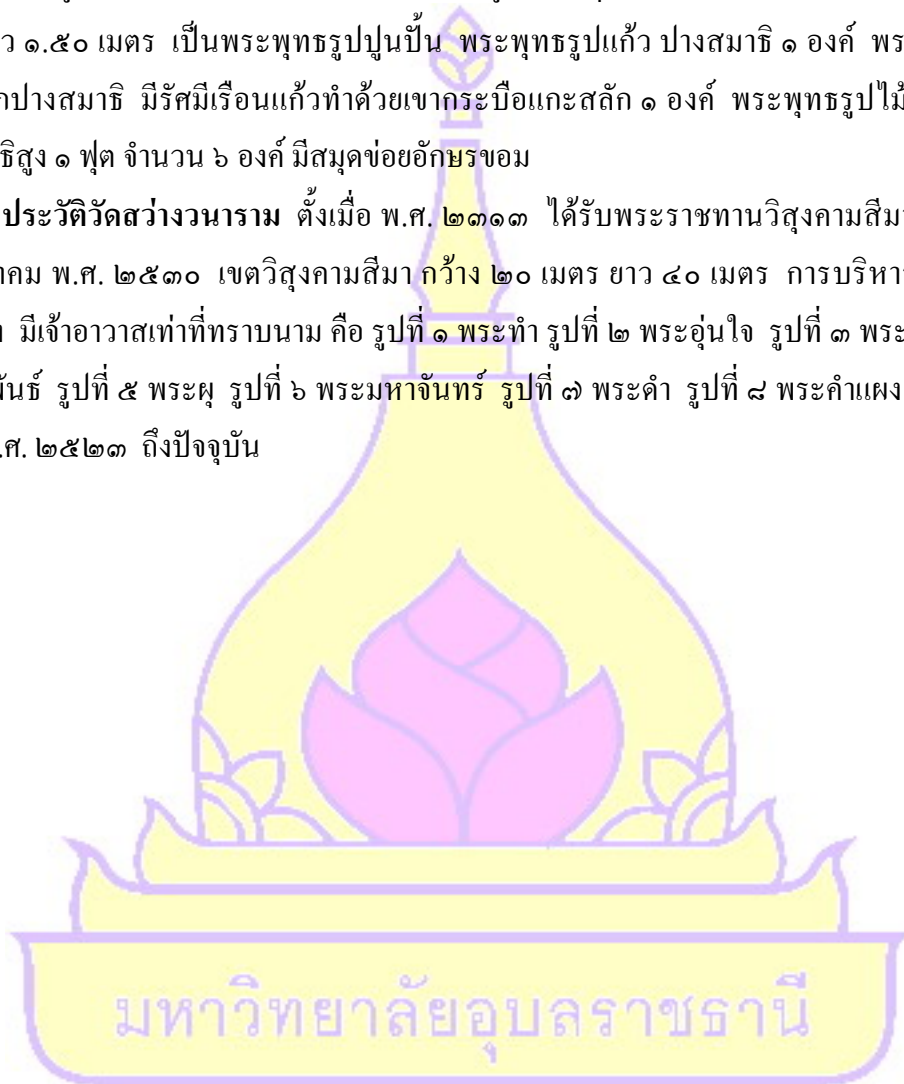 ว ๑.๕๐ เมตร เป็นพระพุทธรูปปูนปั้น พระพุทธรูปแก้ว ปางสมาธิ ๑ องค์ พระ
กปางสมาธิ มีรัศมีเรือนแก้วทำด้วยเขากระบือแกะสลัก ๑ องค์ พระพุทธรูปไม้
ธิสูง ๑ ฟุต จำนวน ๖ องค์ มีสมุดข่อยอักษรขอม
ประวัติวัดสว่างวนาราม ตั้งเมื่อ พ.ศ. ๒๓๑๓ ได้รับพระราชทานวิสุงคามสีมา
าคม พ.ศ. ๒๕๓๐ เขตวิสุงคามสีมา กว้าง ๒๐ เมตร ยาว ๔๐ เมตร การบริหาร
มีเจ้าอาวาสเท่าที่ทราบนาม คือ รูปที่ ๑ พระทำ รูปที่ ๒ พระอุ่นใจ รูปที่ ๓ พระ
พันธ์ รูปที่ ๕ พระผุ รูปที่ ๖ พระมหาจันทร์ รูปที่ ๗ พระดำ รูปที่ ๘ พระคำแผง
.ศ. ๒๕๒๓ ถึงปัจจุบัน
มหาวิทยาลัยอุบลราชธานี